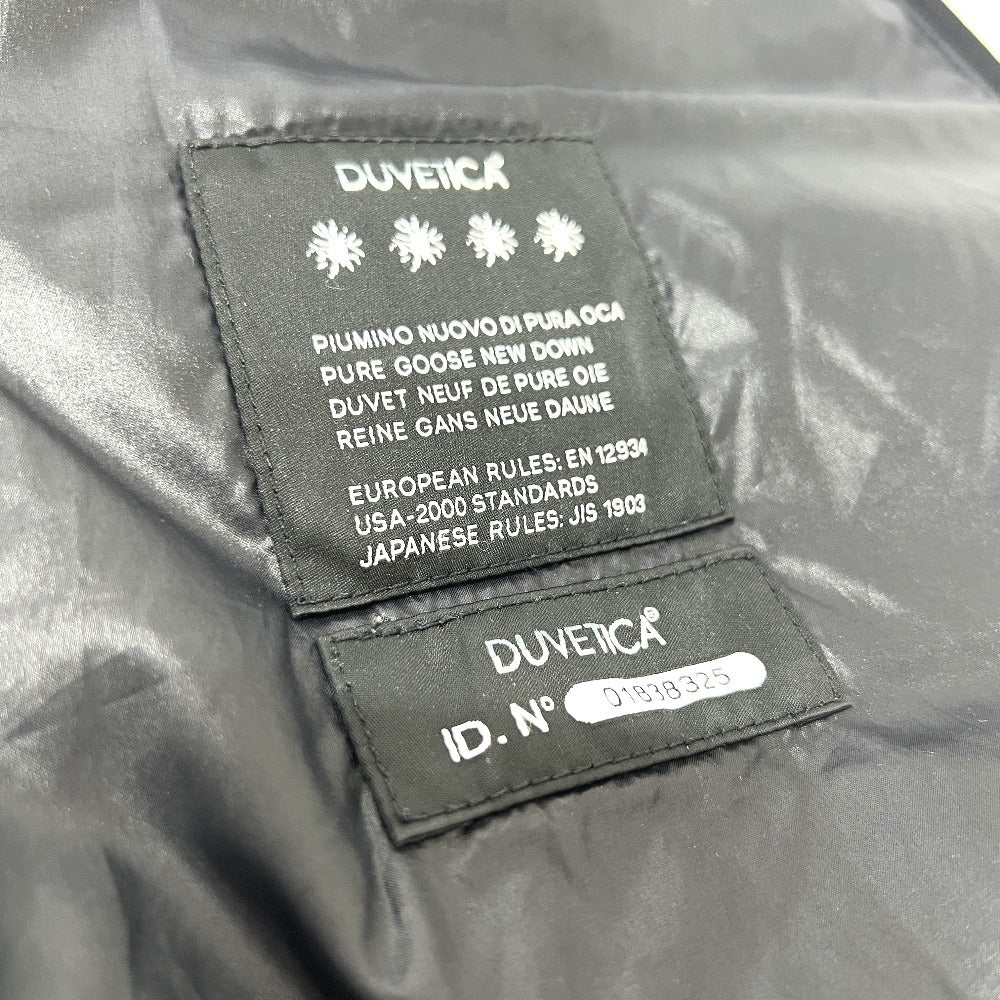 DUVETICA®
PIUMINO NUOVO DI PURA OCA
PURE GOOSE NEW DOWN
DUVET NEUF DE PURE OIE
REINE GANS NEUE DAUNE
EUROPEAN RULES: EN 12934
USA-2000 STANDARDS
JAPANESE RULES: JIS 1903
DUVETICA®
ID. N° 01838325